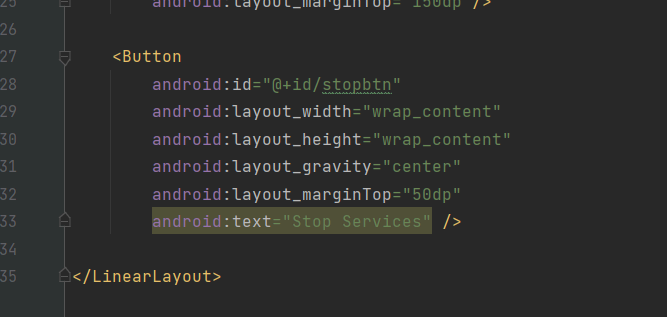 25 android:layout_marginTop="150dp" />
26
27 <Button
28 android:id="@+id/stopbtn"
29 android:layout_width="wrap_content"
30 android:layout_height="wrap_content"
31 android:layout_gravity="center"
32 android:layout_marginTop="50dp"
33 android:text="Stop Services" />
34
35 </LinearLayout>